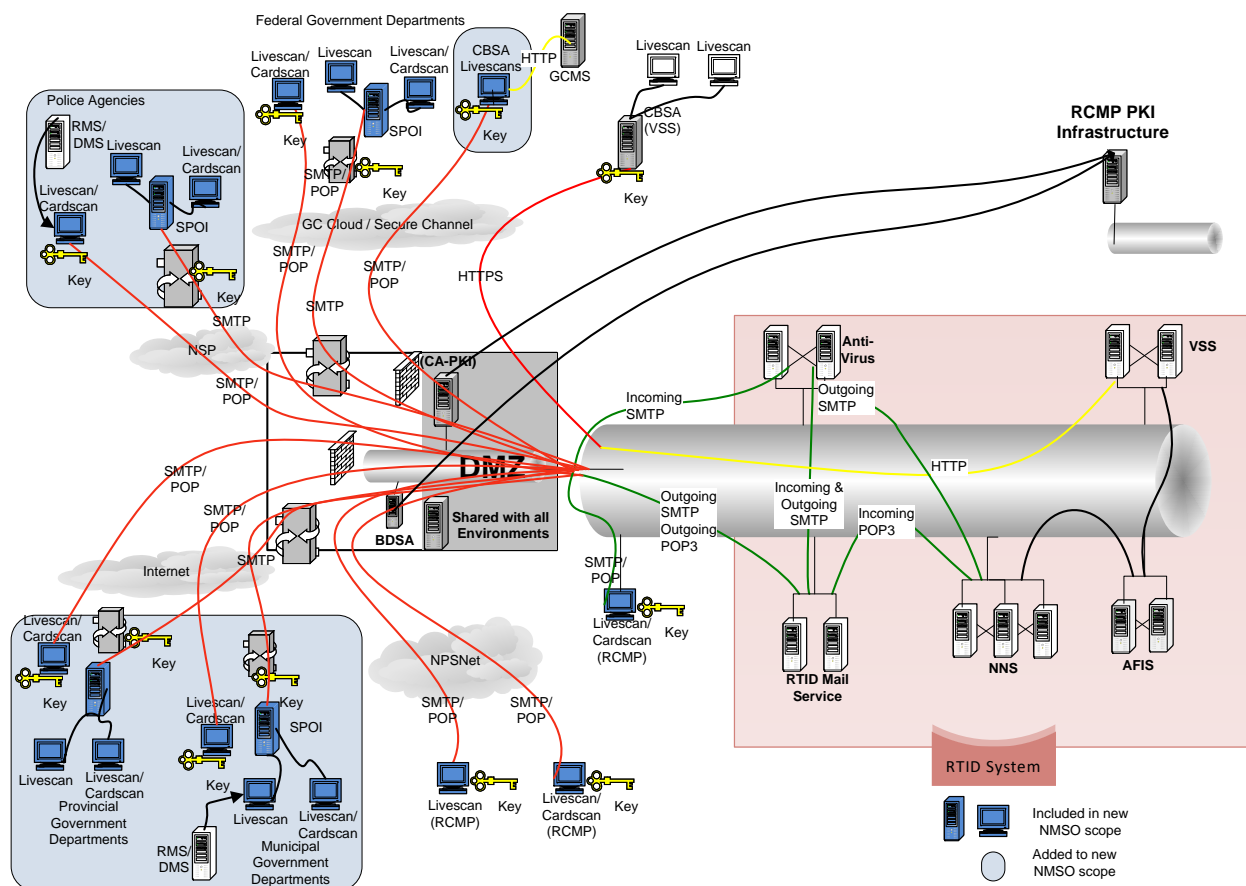 Federal Government Departments
Livescan/
Cardscan
Livescan
Livescan/
Cardscan
CBSA
Livescans
HTTP
GCMS
Livescan
Livescan
Key
SPOI
Key
CBSA
(VSS)
Key
SMTP/
POP
Key
GC Cloud / Secure Channel
Police Agencies
RMS/
DMS
Livescan
Livescan/
Cardscan
Livescan/
Cardscan
SPOI
Key
Key
RCMP PKI
Infrastructure
SMTP/
POP
SMTP/
POP
HTTPS
SMTP
SMTP
NSP
SMTP/
POP
(CA-PKI)
DMZ
BDSA
Shared with all
Environments
Anti-
Virus
VSS
Incoming
SMTP
Outgoing
SMTP
HTTP
Outgoing
SMTP
Outgoing
POP3
Incoming &
Outgoing
SMTP
Incoming
POP3
SMTP/
POP
Livescan/
Cardscan
(RCMP)
Key
RTID Mail
Service
NNS
AFIS
RTID System
SMTP/
POP
SMTP/
POP
SMTP
Internet
Livescan/
Cardscan
Key
Key
Livescan
Livescan/
Cardscan
Provincial
Government
Departments
Key
Livescan/
Cardscan
SPOI
Key
Livescan
Livescan/
Cardscan
RMS/
DMS
Municipal
Government
Departments
NPSNet
SMTP/
POP
SMTP/
POP
Livescan
(RCMP)
Key
Livescan/
Cardscan
(RCMP)
Key
Included in new
NMSO scope
Added to new
NMSO scope